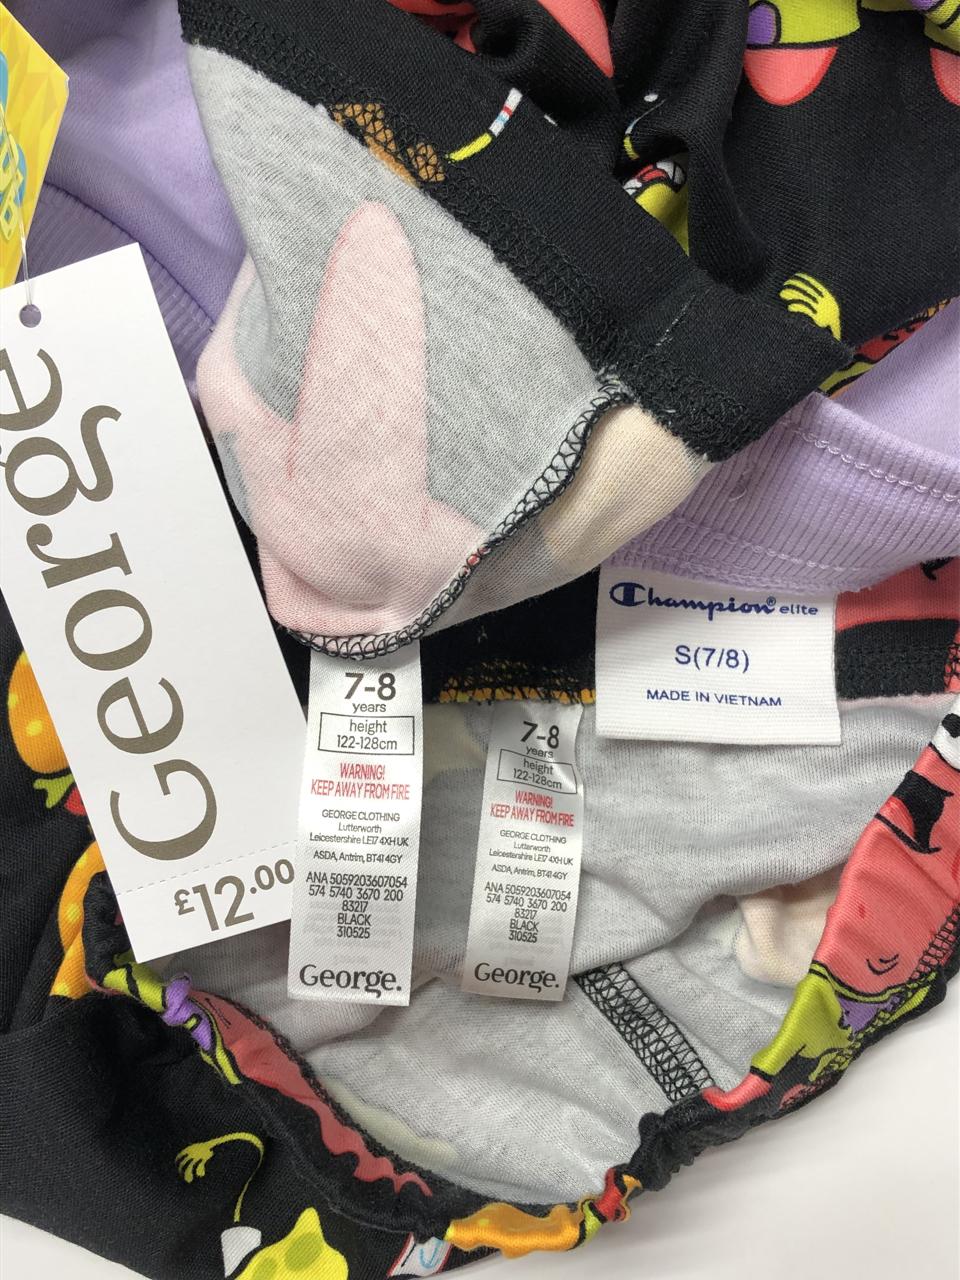 George
£12.00
Champion® elite
S(7/8)
MADE IN VIETNAM
7-8
years
height
122-128cm
WARNING!
KEEP AWAY FROM FIRE
GEORGE CLOTHING
Lutterworth
Leicestershire LE17 4XH UK
ASDA, Antrim, BT41 4GY
ANA 5059203607054
574 5740 3670 200
83217
BLACK
310525
George.
7-8
years
height
122-128cm
WARNING!
KEEP AWAY FROM FIRE
GEORGE CLOTHING
Lutterworth
Leicestershire LE17 4XH UK
ASDA, Antrim, BT41 4GY
ANA 5059203607054
574 5740 3670 200
83217
BLACK
310525
George.